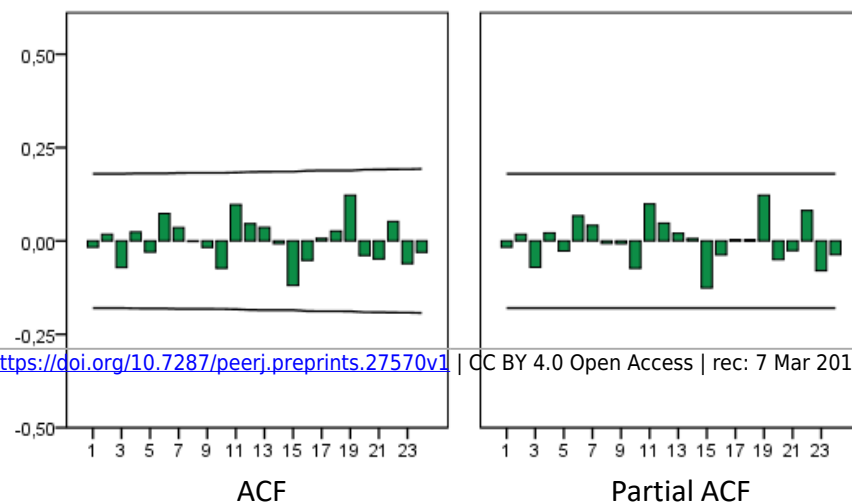 0,50
0,25
0,00
-0,25
ttps://doi.org/10.7287/peerj.preprints.27570v1 | CC BY 4.0 Open Access | rec: 7 Mar 201
-0,50
1 3 5 7 9 11 13 15 17 19 21 23 1 3 5 7 9 11 13 15 17 19 21 23
ACF Partial ACF